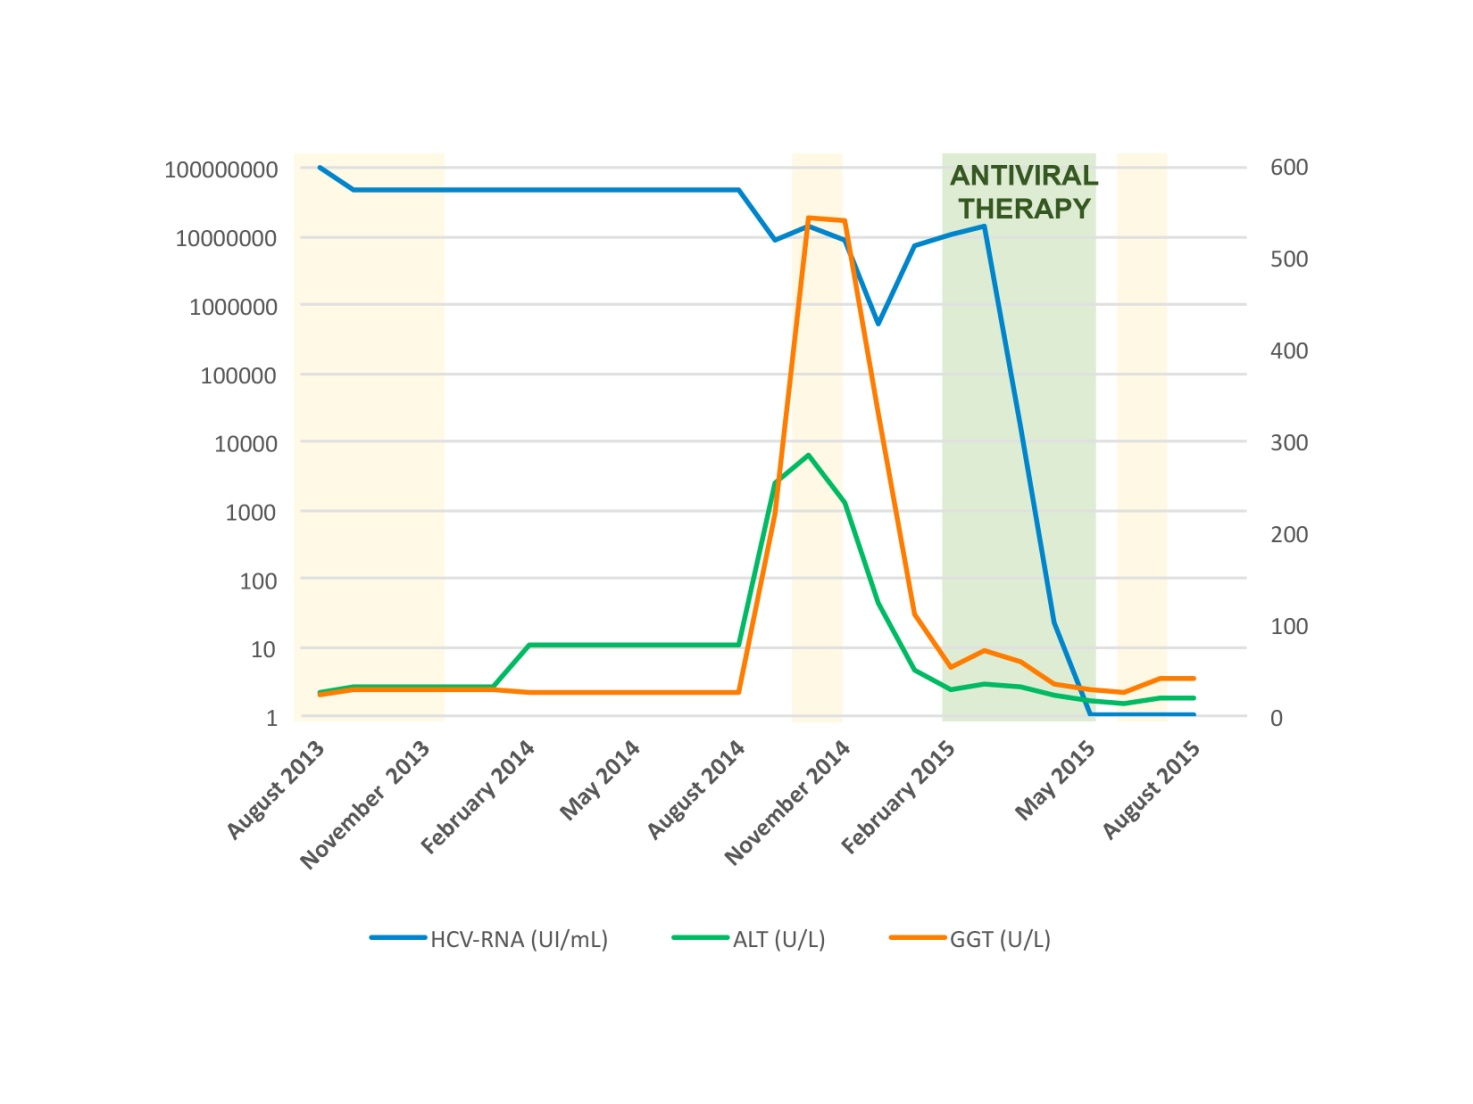 ANTIVIRAL
THERAPY
100000000
10000000
1000000
100000
10000
1000
100
10
1
600
500
400
300
200
100
0
August 2013
November 2013
February 2014
May 2014
August 2014
November 2014
February 2015
May 2015
August 2015
HCV-RNA (UI/mL)
ALT (U/L)
GGT (U/L)